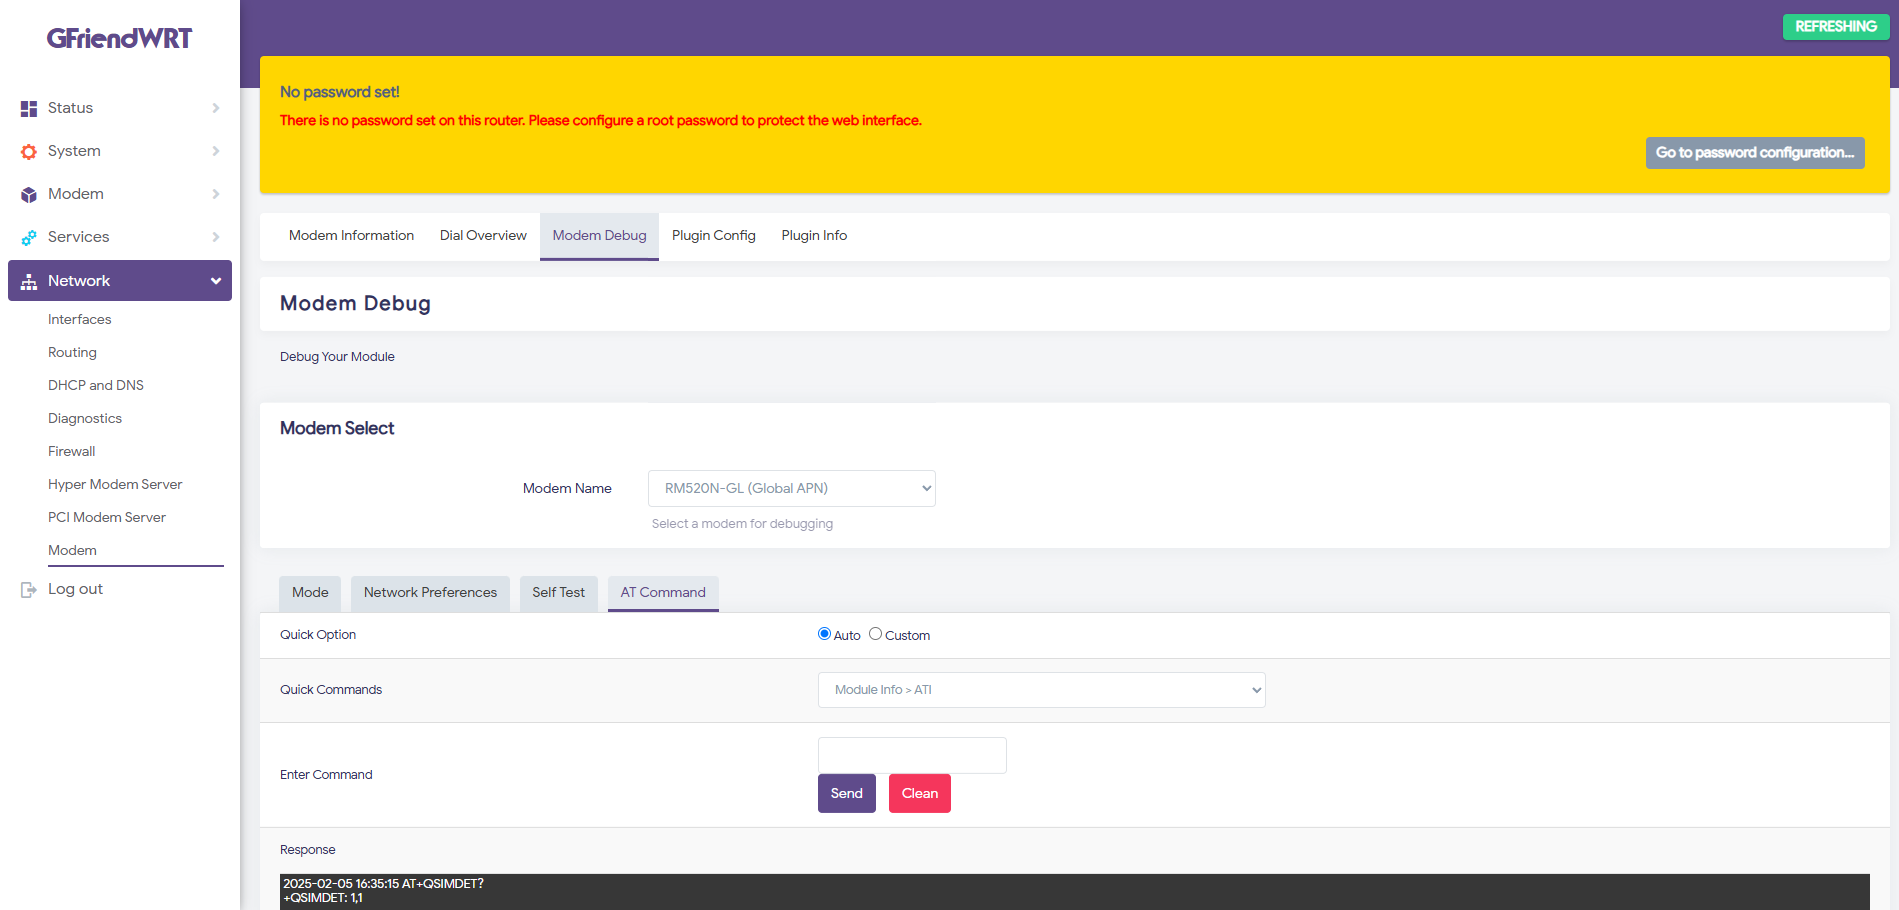 GFriendWRT
REFRESHING
Status
System
Modem
Services
Network
Interfaces
Routing
DHCP and DNS
Diagnostics
Firewall
Hyper Modem Server
PCI Modem Server
Modem
Log out
No password set!
There is no password set on this router. Please configure a root password to protect the web interface.
Go to password configuration...
Modem Information Dial Overview Modem Debug Plugin Config Plugin Info
Modem Debug
Debug Your Module
Modem Select
Modem Name RM520N-GL (Global APN)
Select a modem for debugging
Mode Network Preferences Self Test AT Command
Quick Option Auto Custom
Quick Commands Module Info > ATI
Enter Command
Send Clean
Response
2025-02-05 16:35:15 AT+QSIMDET?
+QSIMDET: 1,1